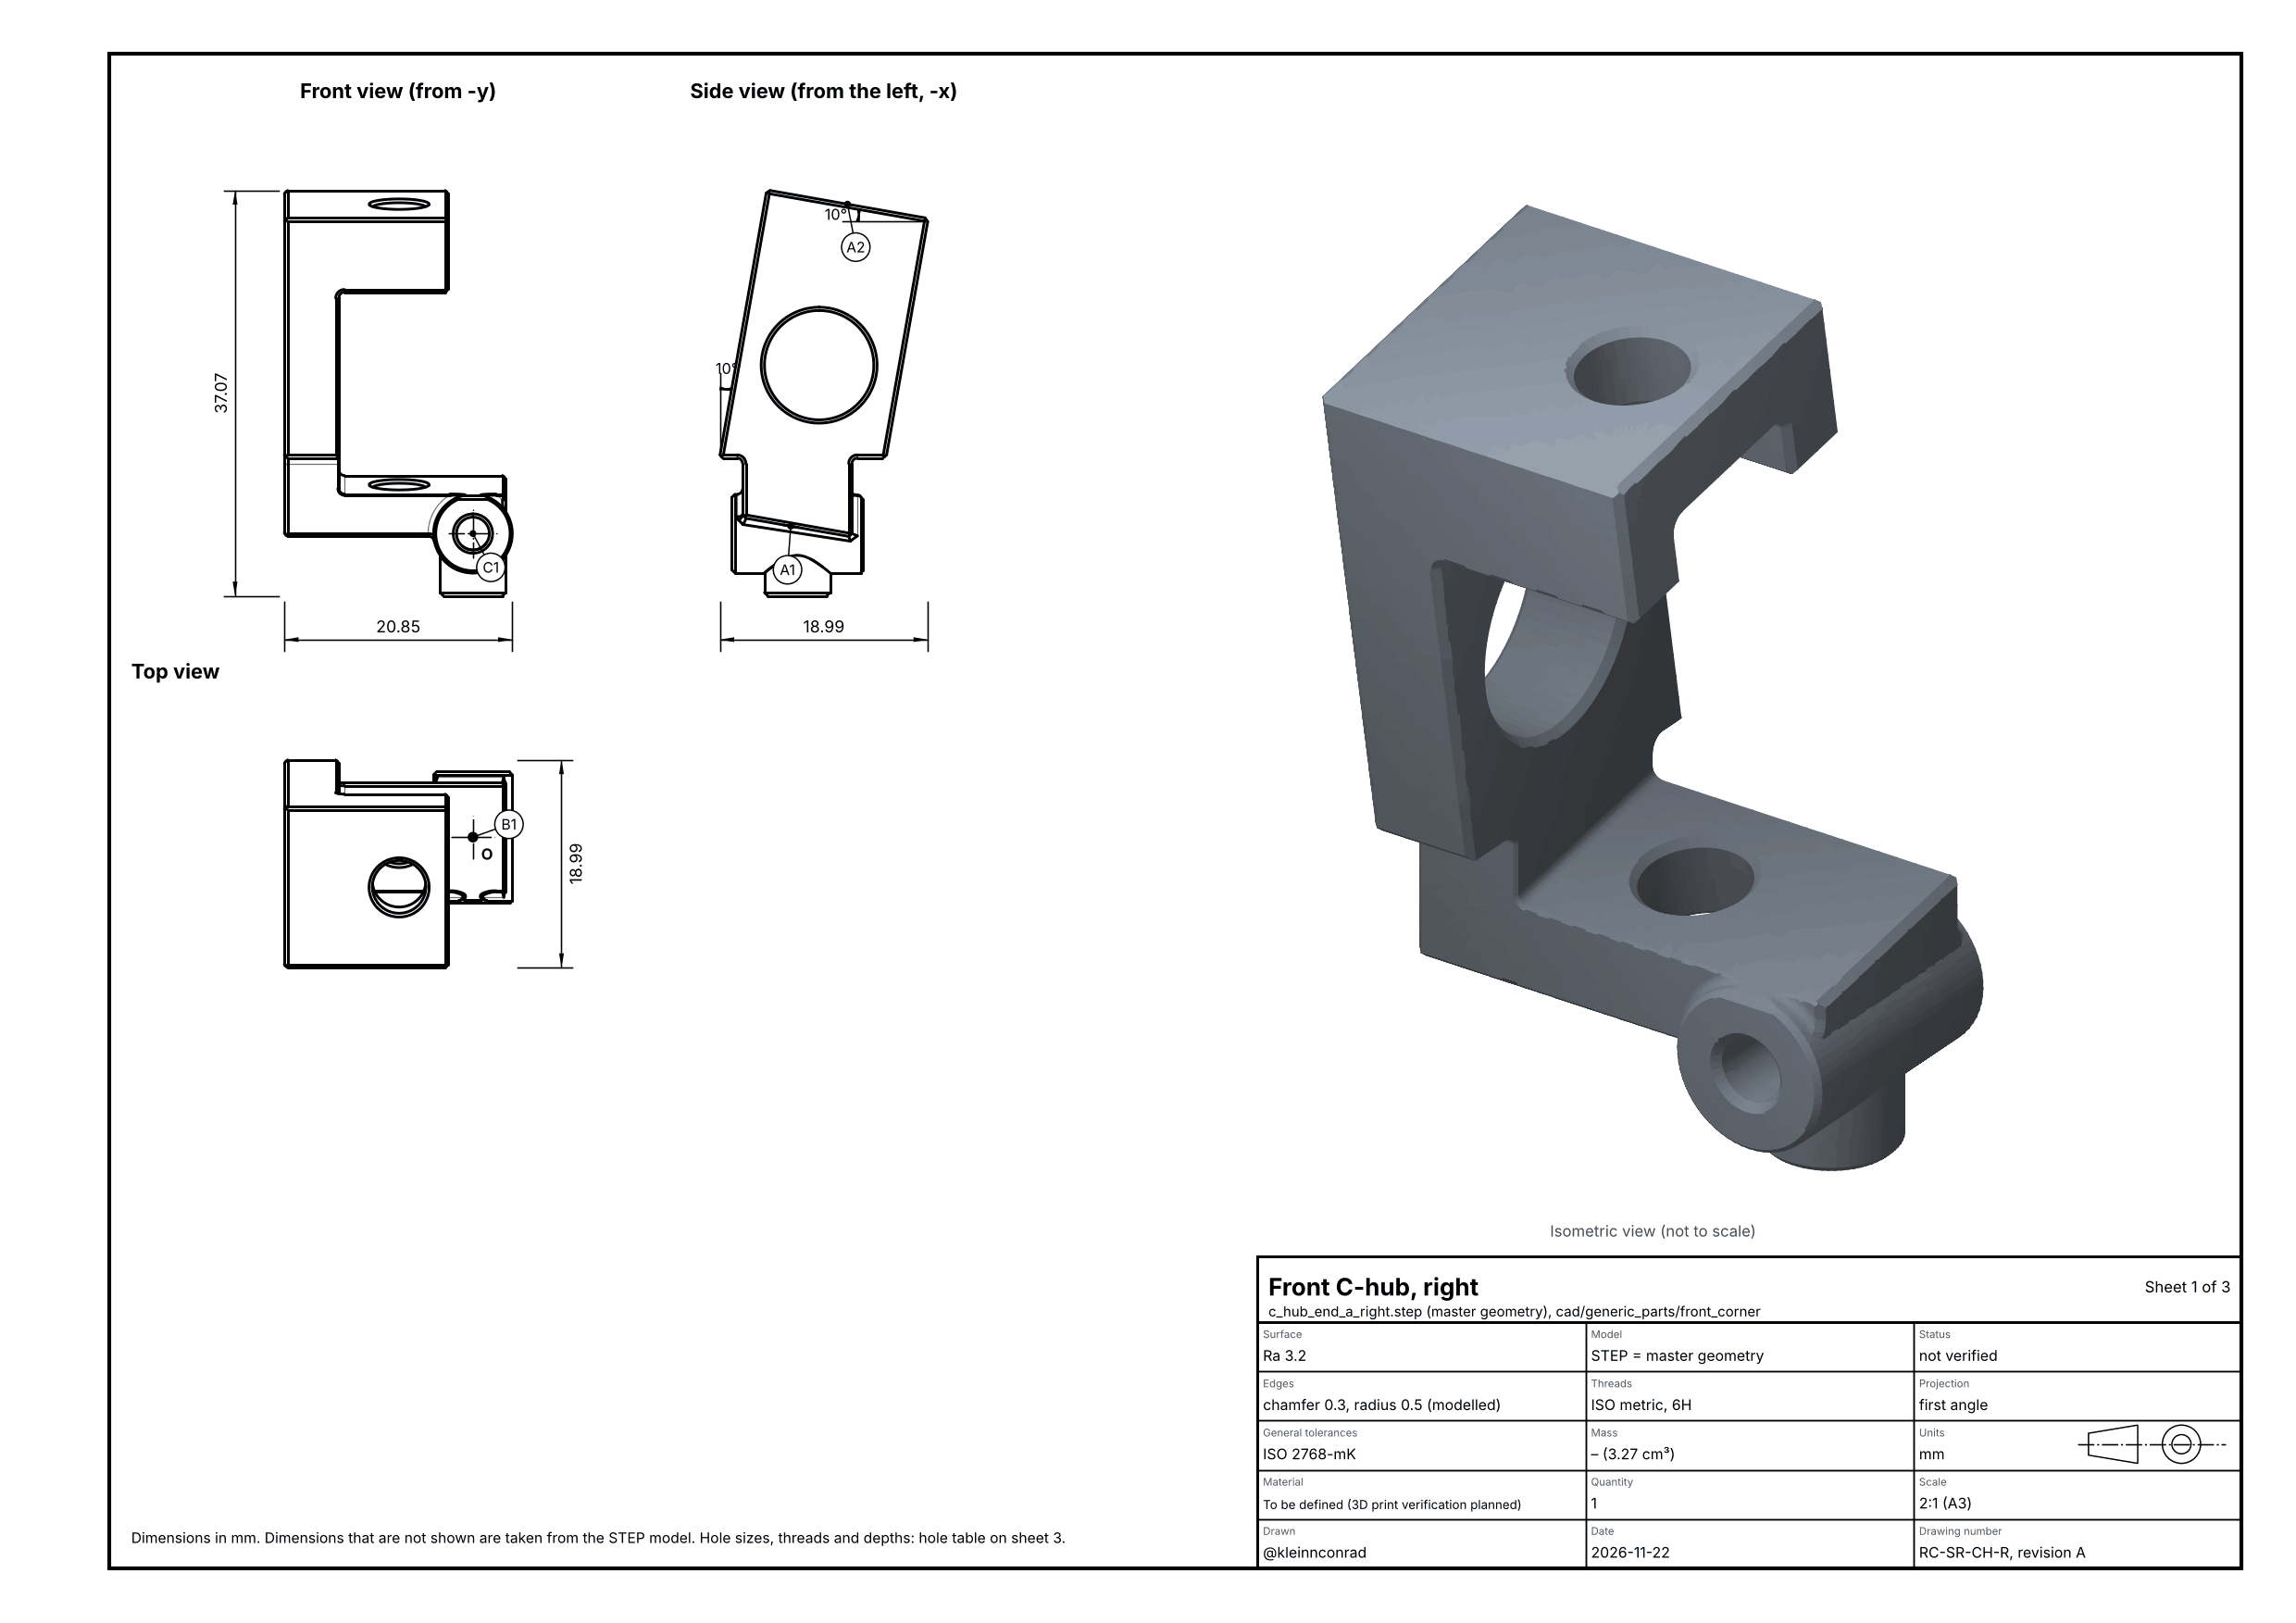 Front view (from -y)
Side view (from the left, -x)
10°
A2
37.07
10°
C1
A1
20.85
18.99
Top view
B1
18.99
Isometric view (not to scale)
Front C-hub, right
Sheet 1 of 3
c_hub_end_a_right.step (master geometry), cad/generic_parts/front_corner
Surface
Ra 3.2
Model
STEP = master geometry
Status
not verified
Edges
chamfer 0.3, radius 0.5 (modelled)
Threads
ISO metric, 6H
Projection
first angle
General tolerances
ISO 2768-mK
Mass
– (3.27 cm³)
Units
mm
Material
To be defined (3D print verification planned)
Quantity
1
Scale
2:1 (A3)
Drawn
@kleinnconrad
Date
2026-11-22
Drawing number
RC-SR-CH-R, revision A
Dimensions in mm. Dimensions that are not shown are taken from the STEP model. Hole sizes, threads and depths: hole table on sheet 3.